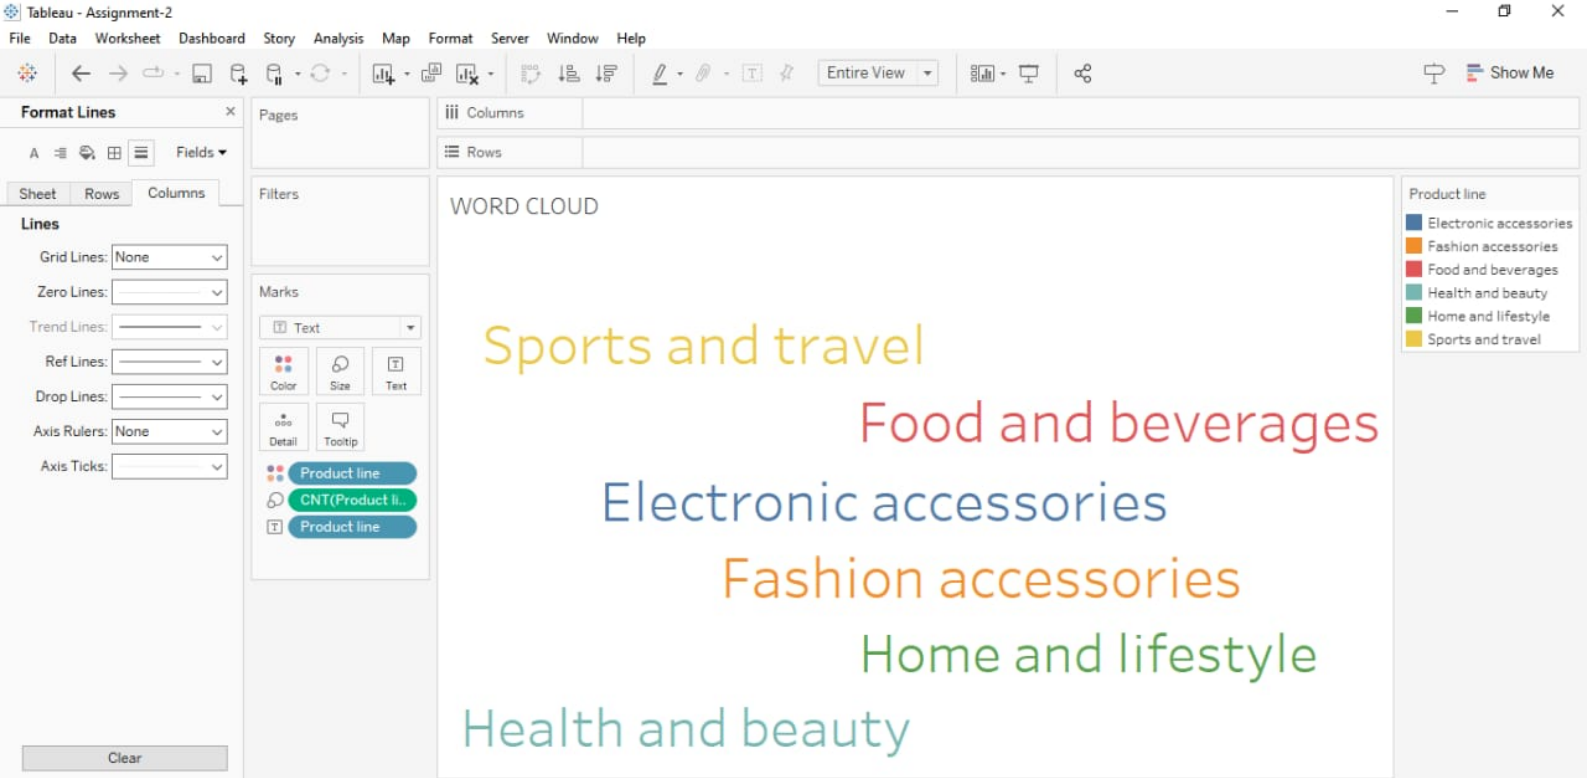 Tableau - Assignment-2
File Data Worksheet Dashboard Story Analysis Map Format Server Window Help
Entire View
Show Me
Format Lines
A
Fields
Sheet Rows Columns
Lines
Grid Lines: None
Zero Lines:
Trend Lines:
Ref Lines:
Drop Lines:
Axis Rulers: None
Axis Ticks:
Clear
Pages
Filters
Marks
T Text
Color Size T Text
Detail Tooltip
Product line
CNT(Product li..
T Product line
iii Columns
Rows
WORD CLOUD
Sports and travel
Food and beverages
Electronic accessories
Fashion accessories
Home and lifestyle
Health and beauty
Product line
Electronic accessories
Fashion accessories
Food and beverages
Health and beauty
Home and lifestyle
Sports and travel